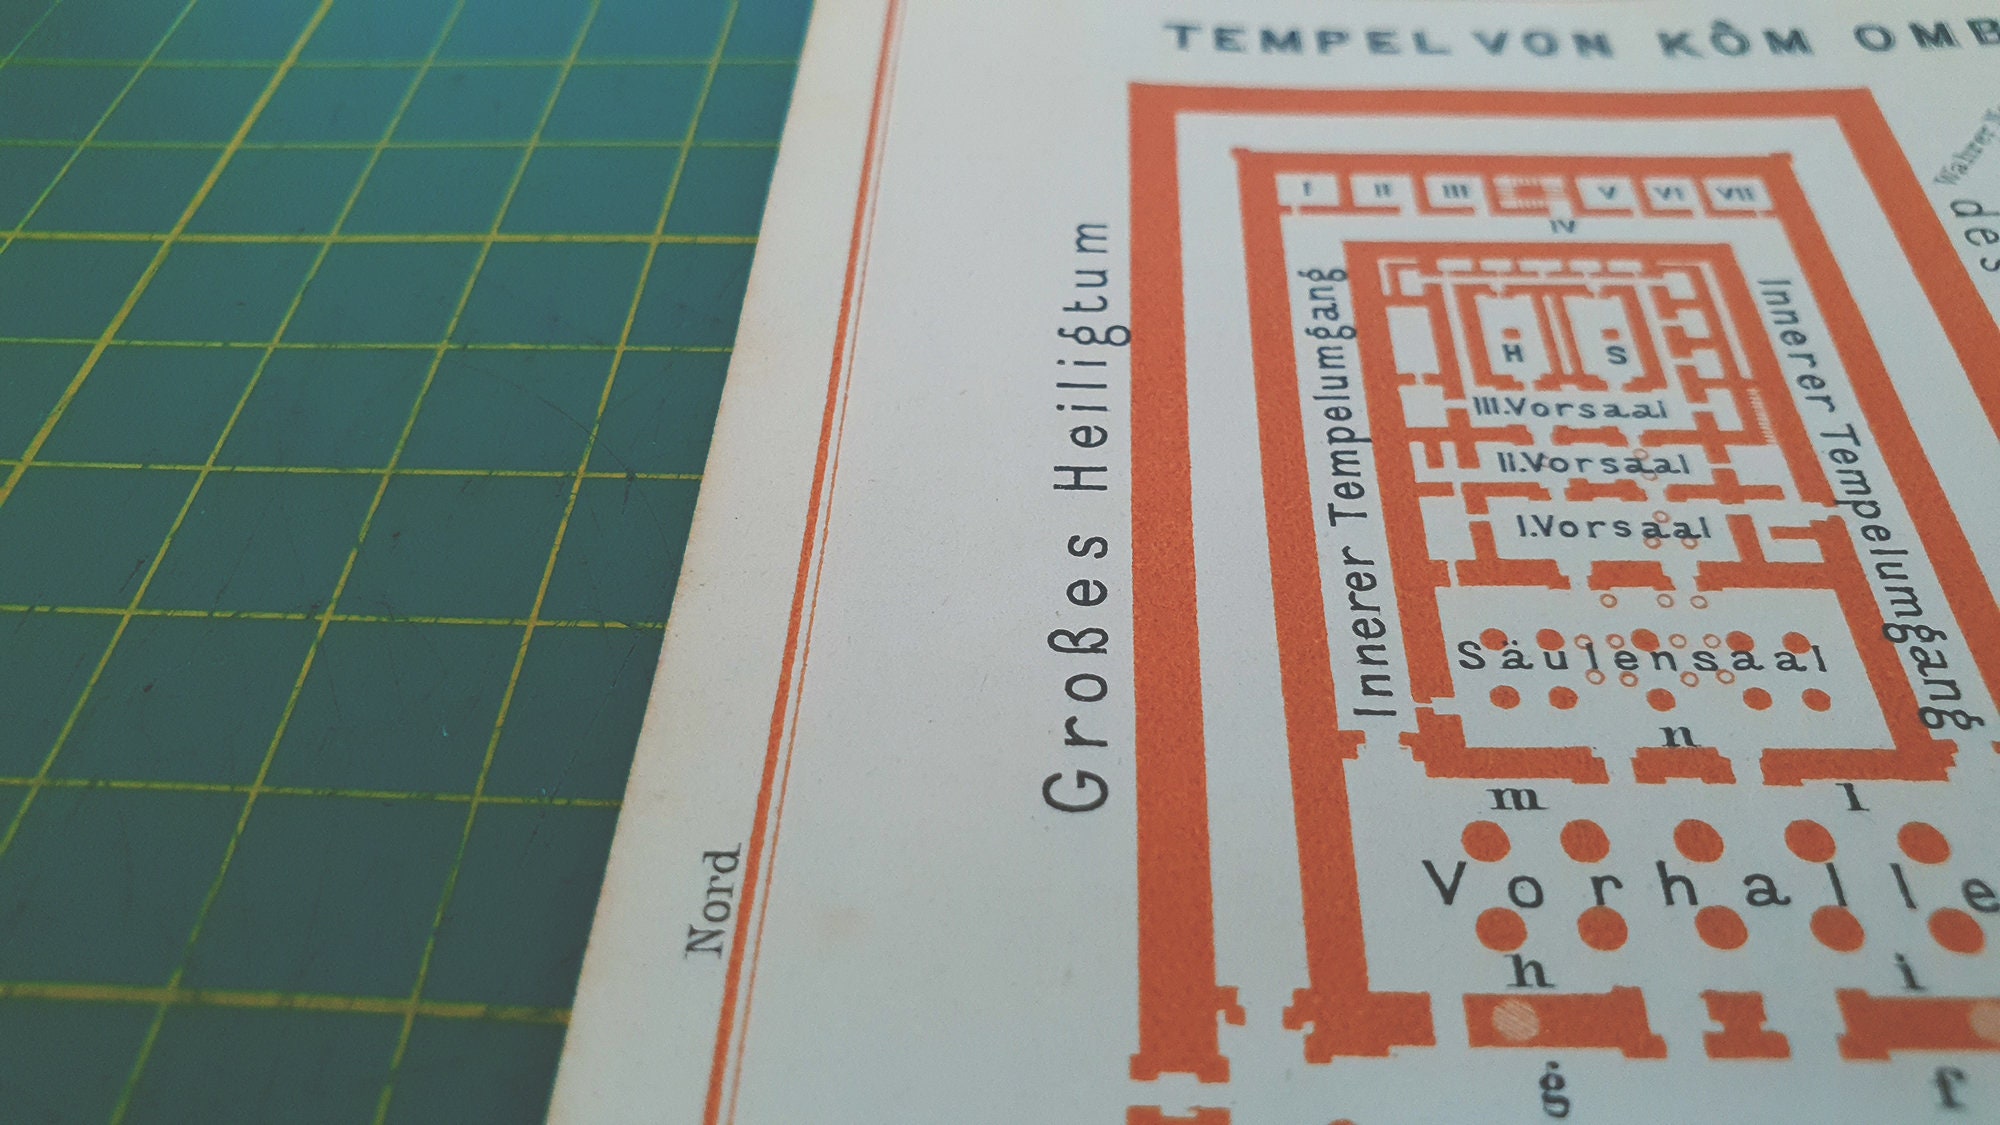 TEMPEL VON KÔM OMB
Wahrer
des
Großes Heiligtum
I II III V VI VII
IV
Innerer Tempelumgang
Innerer Tempelumgang
H S
III.Vorsaal
II.Vorsaal
I.Vorsaal
Säulensaal
n
m l
Vorhalle
h i
g f
Nord